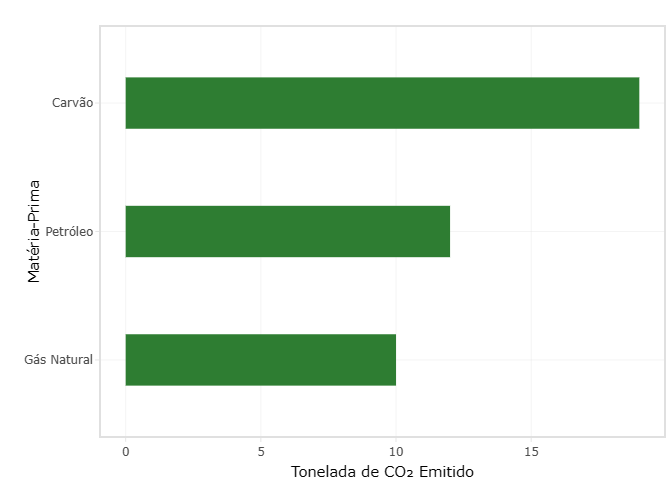 Carvão
Petróleo
Gás Natural
Matéria-Prima
0 5 10 15
Tonelada de CO₂ Emitido